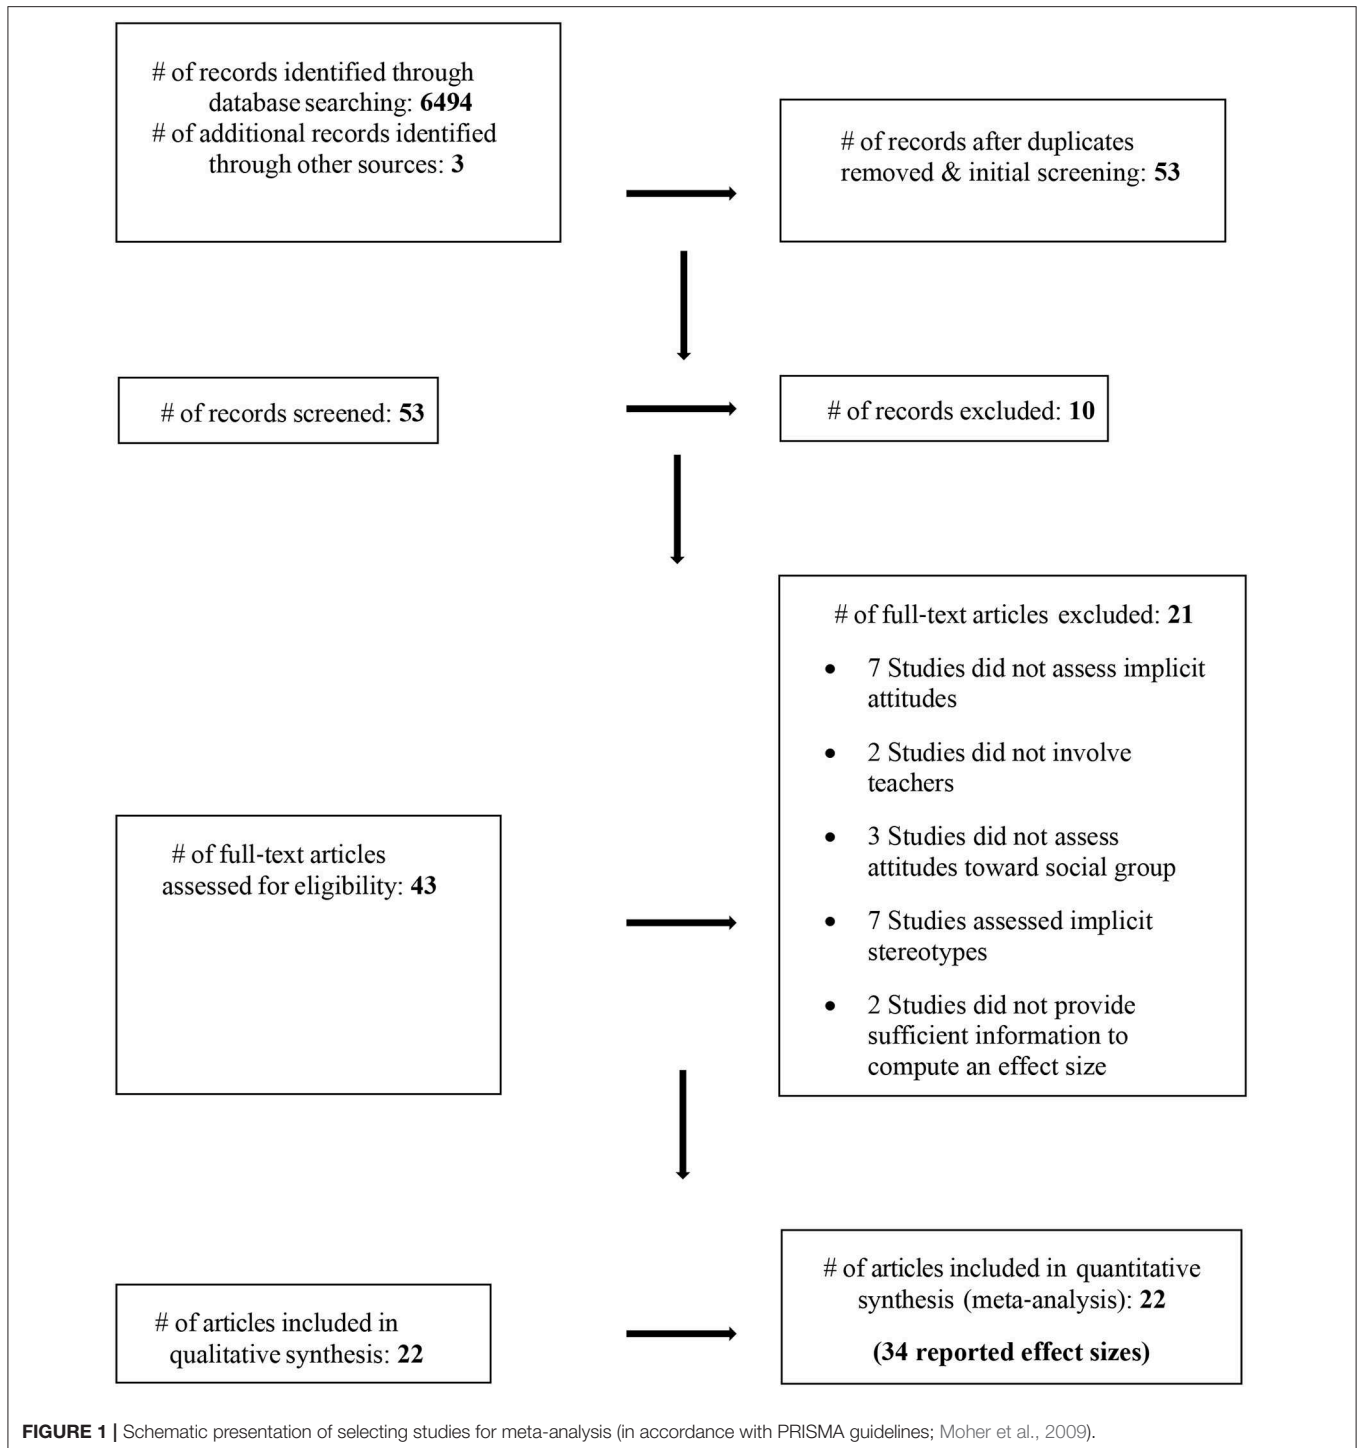 # of records identified through
database searching: 6494
# of additional records identified
through other sources: 3
# of records after duplicates
removed & initial screening: 53
# of records screened: 53
# of records excluded: 10
# of full-text articles assessed for eligibility: 43
# of full-text articles excluded: 21
• 7 Studies did not assess implicit
attitudes
• 2 Studies did not involve
teachers
• 3 Studies did not assess
attitudes toward social group
• 7 Studies assessed implicit
stereotypes
• 2 Studies did not provide
sufficient information to
compute an effect size
# of articles included in
qualitative synthesis: 22
# of articles included in quantitative
synthesis (meta-analysis): 22
(34 reported effect sizes)
FIGURE 1 | Schematic presentation of selecting studies for meta-analysis (in accordance with PRISMA guidelines; Moher et al., 2009).